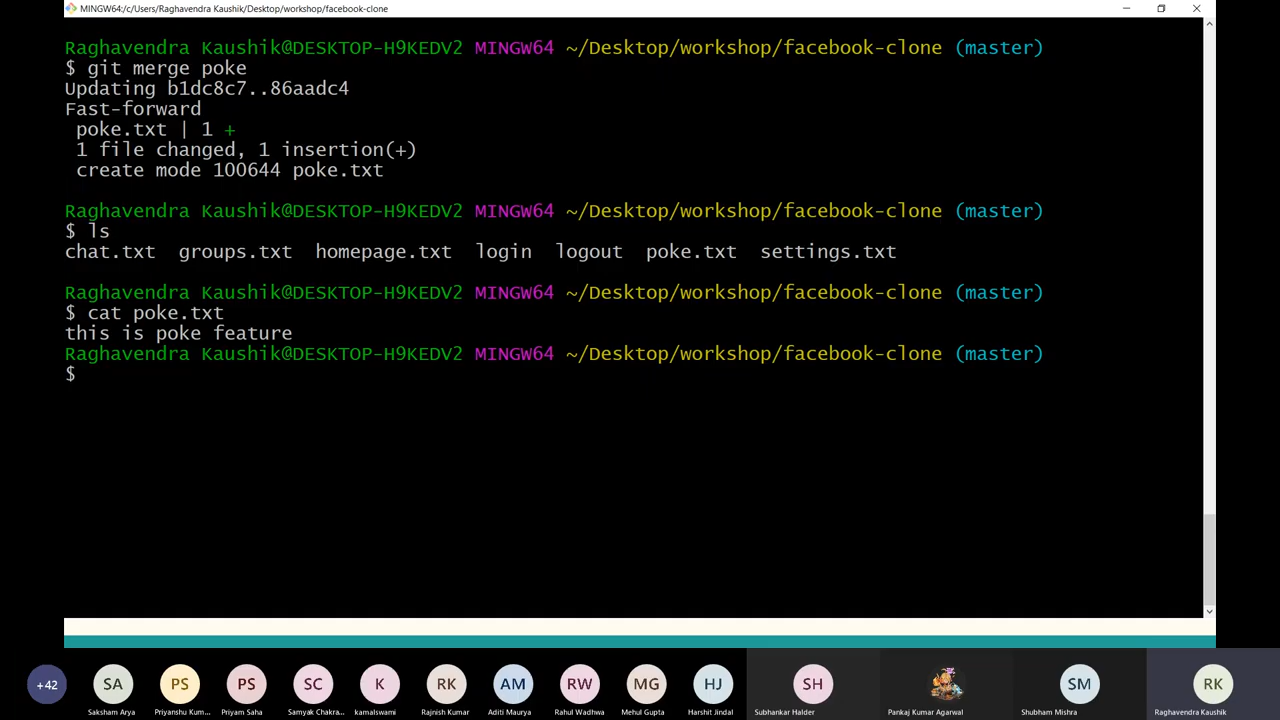 MINGW64:/c/Users/Raghavendra Kaushik/Desktop/workshop/facebook-clone
Raghavendra Kaushik@DESKTOP-H9KEDV2 MINGW64 ~/Desktop/workshop/facebook-clone (master)
$ git merge poke
Updating b1dc8c7..86aadc4
Fast-forward
 poke.txt | 1 +
 1 file changed, 1 insertion(+)
 create mode 100644 poke.txt
Raghavendra Kaushik@DESKTOP-H9KEDV2 MINGW64 ~/Desktop/workshop/facebook-clone (master)
$ ls
chat.txt  groups.txt  homepage.txt  login  logout  poke.txt  settings.txt
Raghavendra Kaushik@DESKTOP-H9KEDV2 MINGW64 ~/Desktop/workshop/facebook-clone (master)
$ cat poke.txt
this is poke feature
Raghavendra Kaushik@DESKTOP-H9KEDV2 MINGW64 ~/Desktop/workshop/facebook-clone (master)
$
+42 SA PS PS SC K RK AM RW MG HJ SH SM RK
Saksham Arya Priyanshu Kum... Priyam Saha Samyak Chakra... kamalswami Rajnish Kumar Aditi Maurya Rahul Wadhwa Mehul Gupta Harshit Jindal Subhankar Halder Pankaj Kumar Agarwal Shubham Mishra Raghavendra Kaushik